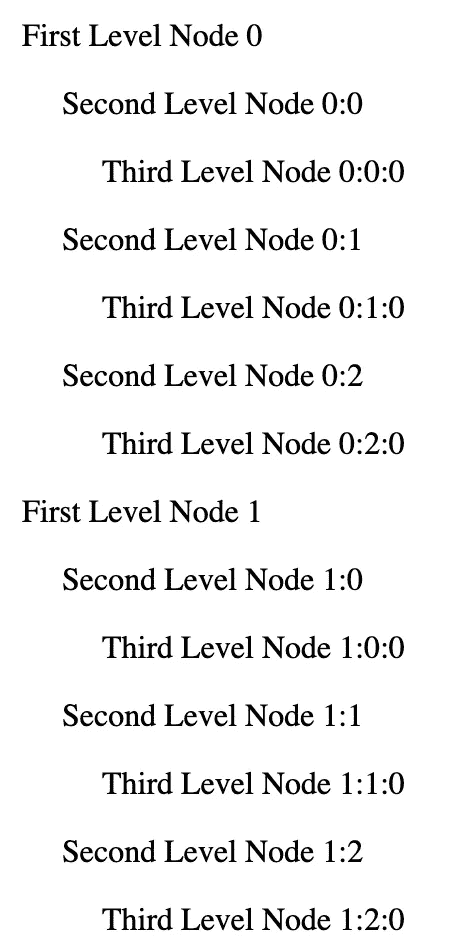 First Level Node 0
Second Level Node 0:0
Third Level Node 0:0:0
Second Level Node 0:1
Third Level Node 0:1:0
Second Level Node 0:2
Third Level Node 0:2:0
First Level Node 1
Second Level Node 1:0
Third Level Node 1:0:0
Second Level Node 1:1
Third Level Node 1:1:0
Second Level Node 1:2
Third Level Node 1:2:0